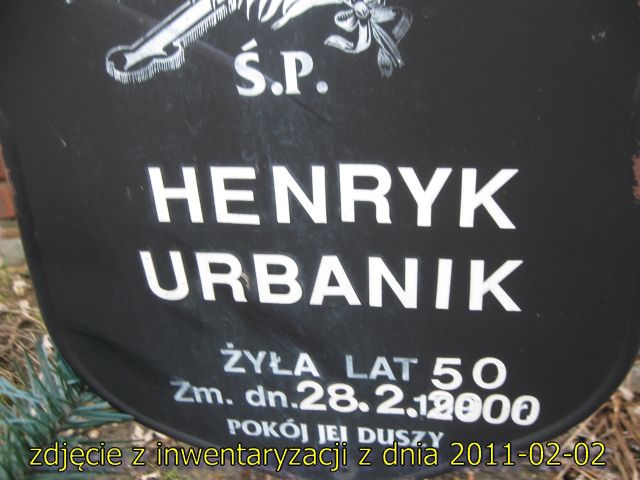 Ś.P.
HENRYK
URBANIK
ŻYŁA LAT 50
Zm. dn. 28.2.2000 r.
POKÓJ JEJ DUSZY
zdjęcie z inwentaryzacji z dnia 2011-02-02